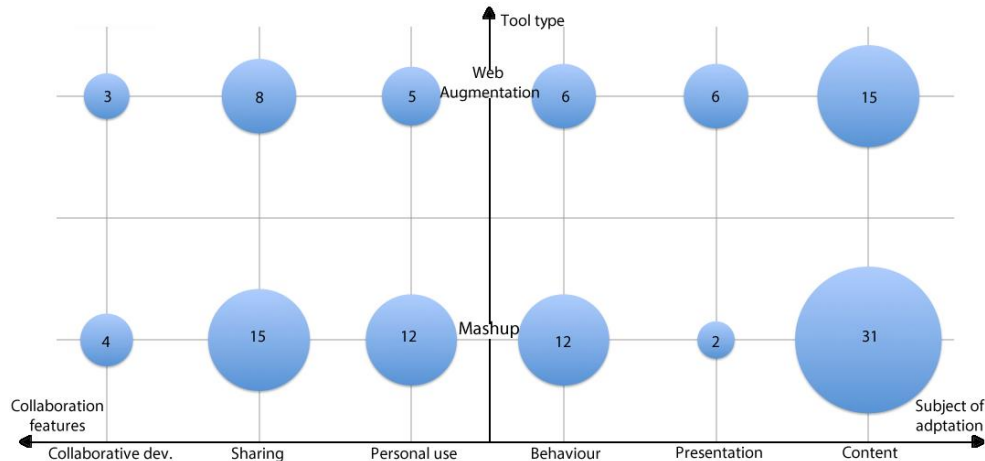 Tool type
Web
Augmentation
3
8
5
6
6
15
Mashup
4
15
12
12
2
31
Collaboration
features
Subject of
adptation
Collaborative dev.
Sharing
Personal use
Behaviour
Presentation
Content